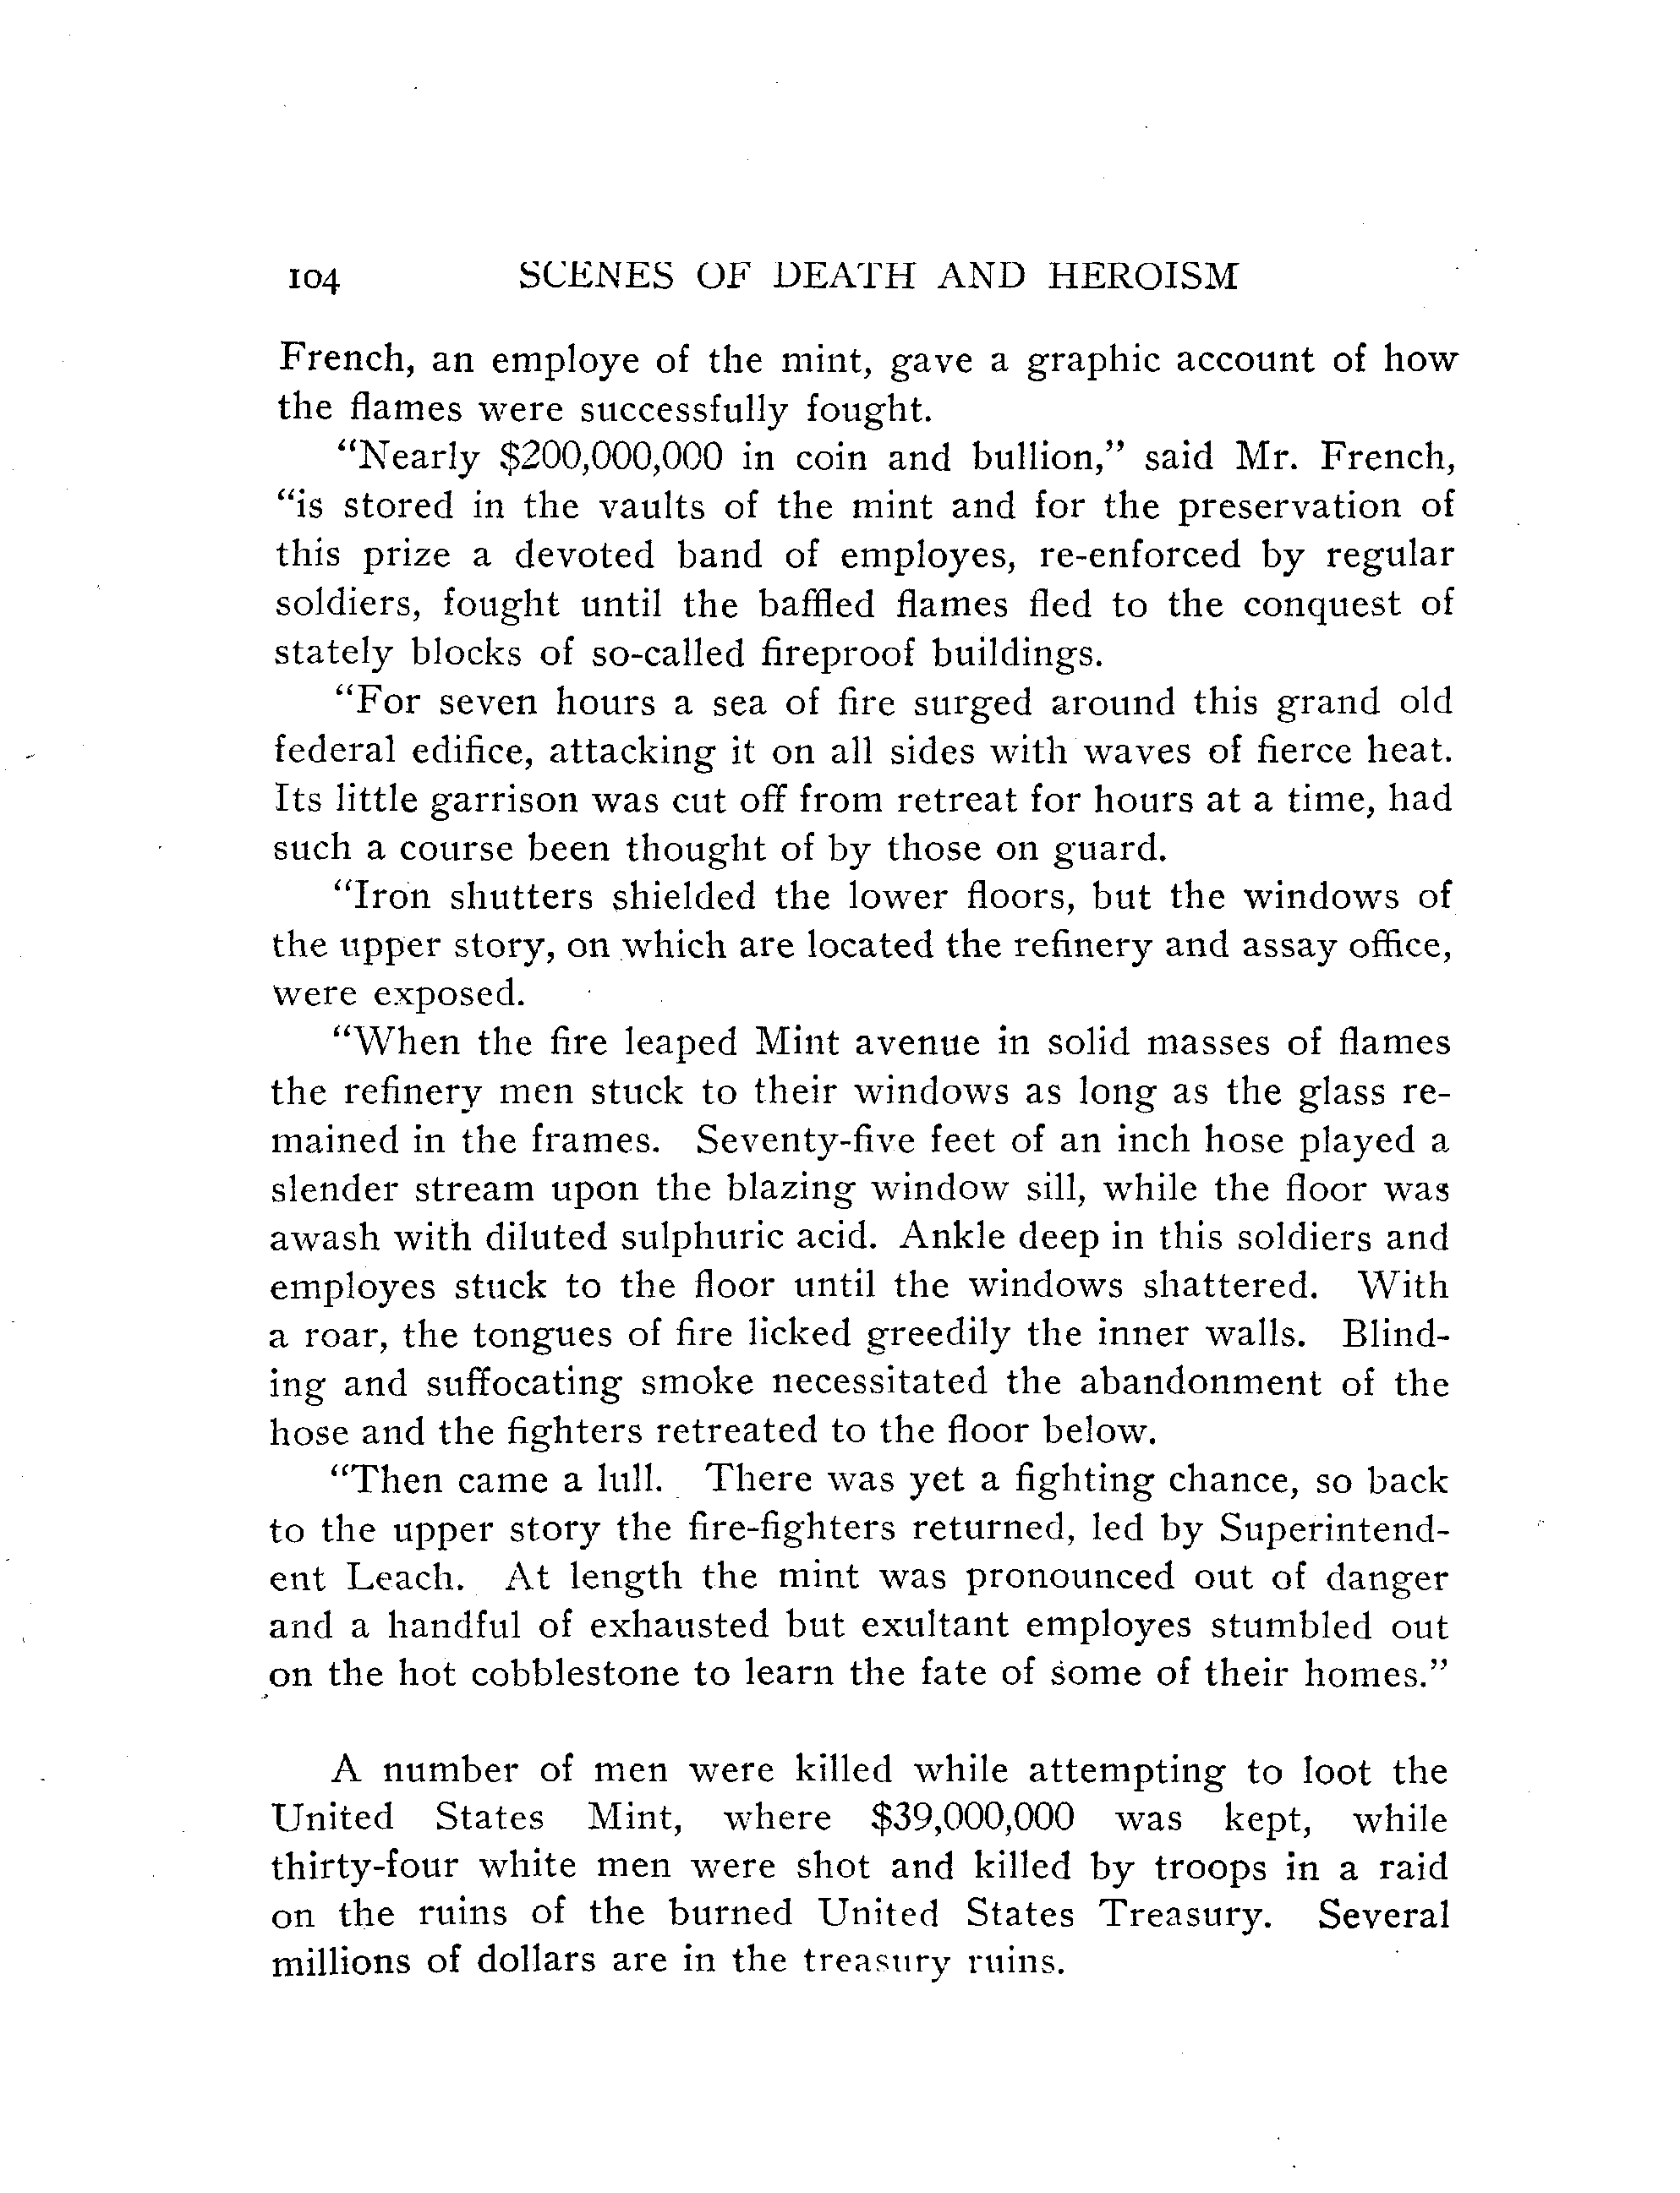 104 SCENES OF DEATH AND HEROISM
French, an employe of the mint, gave a graphic account of how
the flames were successfully fought.
“Nearly $200,000,000 in coin and bullion,” said Mr. French,
“is stored in the vaults of the mint and for the preservation of
this prize a devoted band of employes, re-enforced by regular
soldiers, fought until the baffled flames fled to the conquest of
stately blocks of so-called fireproof buildings.
“For seven hours a sea of fire surged around this grand old
federal edifice, attacking it on all sides with waves of fierce heat.
Its little garrison was cut off from retreat for hours at a time, had
such a course been thought of by those on guard.
“Iron shutters shielded the lower floors, but the windows of
the upper story, on which are located the refinery and assay office,
were exposed.
“When the fire leaped Mint avenue in solid masses of flames
the refinery men stuck to their windows as long as the glass re-
mained in the frames. Seventy-five feet of an inch hose played a
slender stream upon the blazing window sill, while the floor was
awash with diluted sulphuric acid. Ankle deep in this soldiers and
employes stuck to the floor until the windows shattered. With
a roar, the tongues of fire licked greedily the inner walls. Blind-
ing and suffocating smoke necessitated the abandonment of the
hose and the fighters retreated to the floor below.
“Then came a lull. There was yet a fighting chance, so back
to the upper story the fire-fighters returned, led by Superintend-
ent Leach. At length the mint was pronounced out of danger
and a handful of exhausted but exultant employes stumbled out
on the hot cobblestone to learn the fate of some of their homes.”
A number of men were killed while attempting to loot the
United States Mint, where $39,000,000 was kept, while
thirty-four white men were shot and killed by troops in a raid
on the ruins of the burned United States Treasury. Several
millions of dollars are in the treasury ruins.